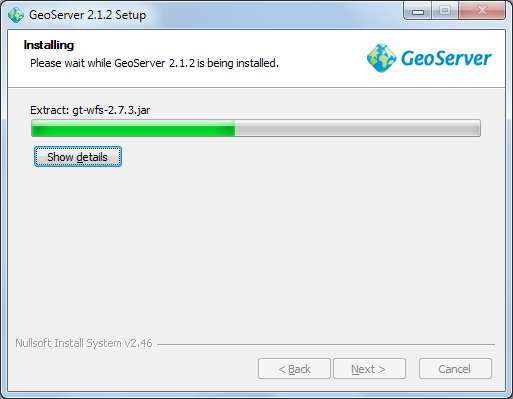 GeoServer 2.1.2 Setup
Installing
Please wait while GeoServer 2.1.2 is being installed.
GeoServer
Extract: gt-wfs-2.7.3.jar
Show details
Nullsoft Install System v2.46
< Back
Next >
Cancel